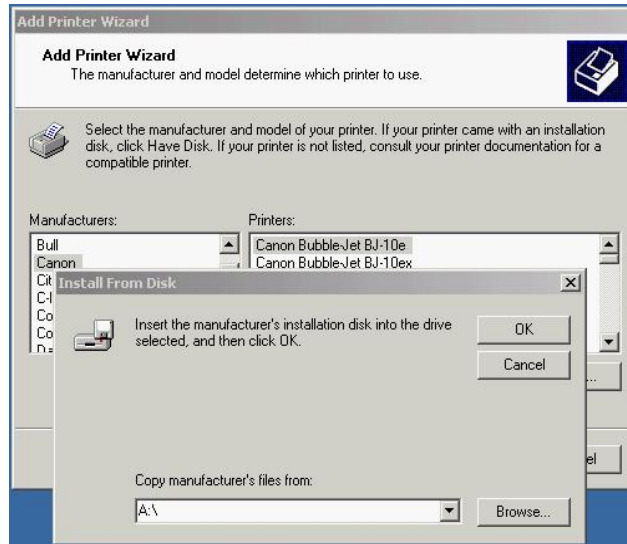 Add Printer Wizard
Add Printer Wizard
The manufacturer and model determine which printer to use.
Select the manufacturer and model of your printer. If your printer came with an installation
disk, click Have Disk. If your printer is not listed, consult your printer documentation for a
compatible printer.
Manufacturers:
Printers:
Bull
Canon
Cit
C-I
Co
Co
Canon Bubble-Jet BJ-10e
Canon Bubble-Jet BJ-10ex
...
el
Install From Disk
Insert the manufacturer's installation disk into the drive
selected, and then click OK.
OK
Cancel
Copy manufacturer's files from:
A:\
Browse...